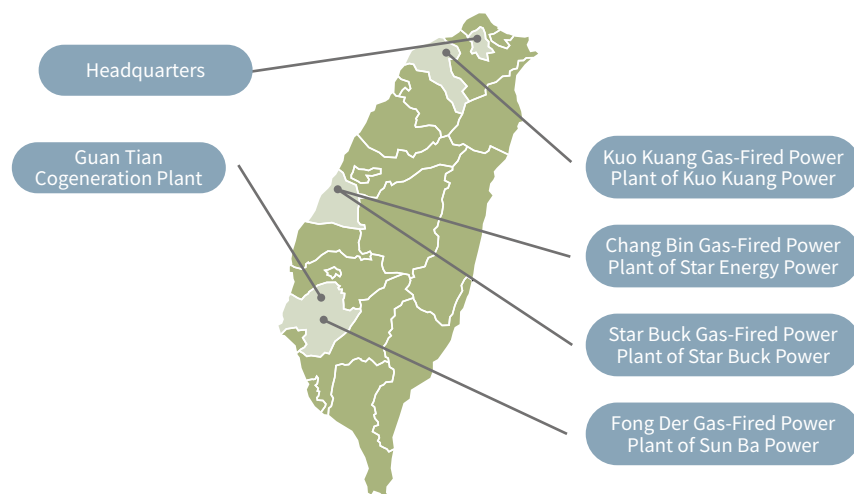 Headquarters
Guan Tian
Cogeneration Plant
Kuo Kuang Gas-Fired Power
Plant of Kuo Kuang Power
Chang Bin Gas-Fired Power
Plant of Star Energy Power
Star Buck Gas-Fired Power
Plant of Star Buck Power
Fong Der Gas-Fired Power
Plant of Sun Ba Power